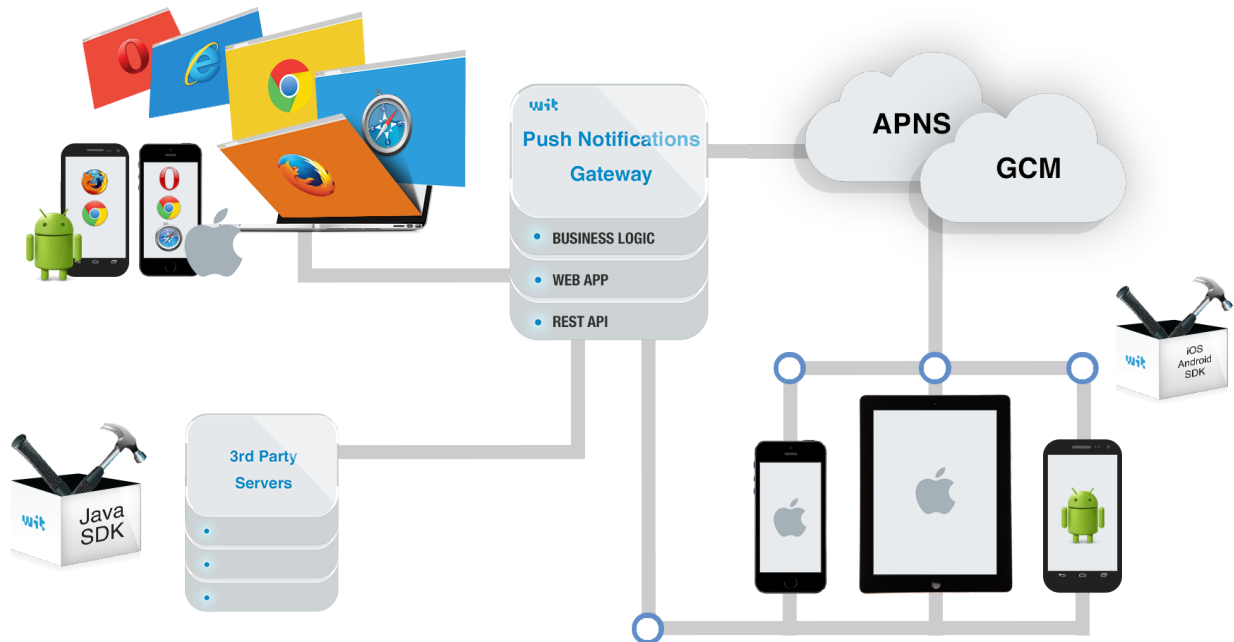 wit
Push Notifications
Gateway
BUSINESS LOGIC
WEB APP
REST API
APNS
GCM
wit
iOS
Android
SDK
3rd Party
Servers
wit
Java
SDK